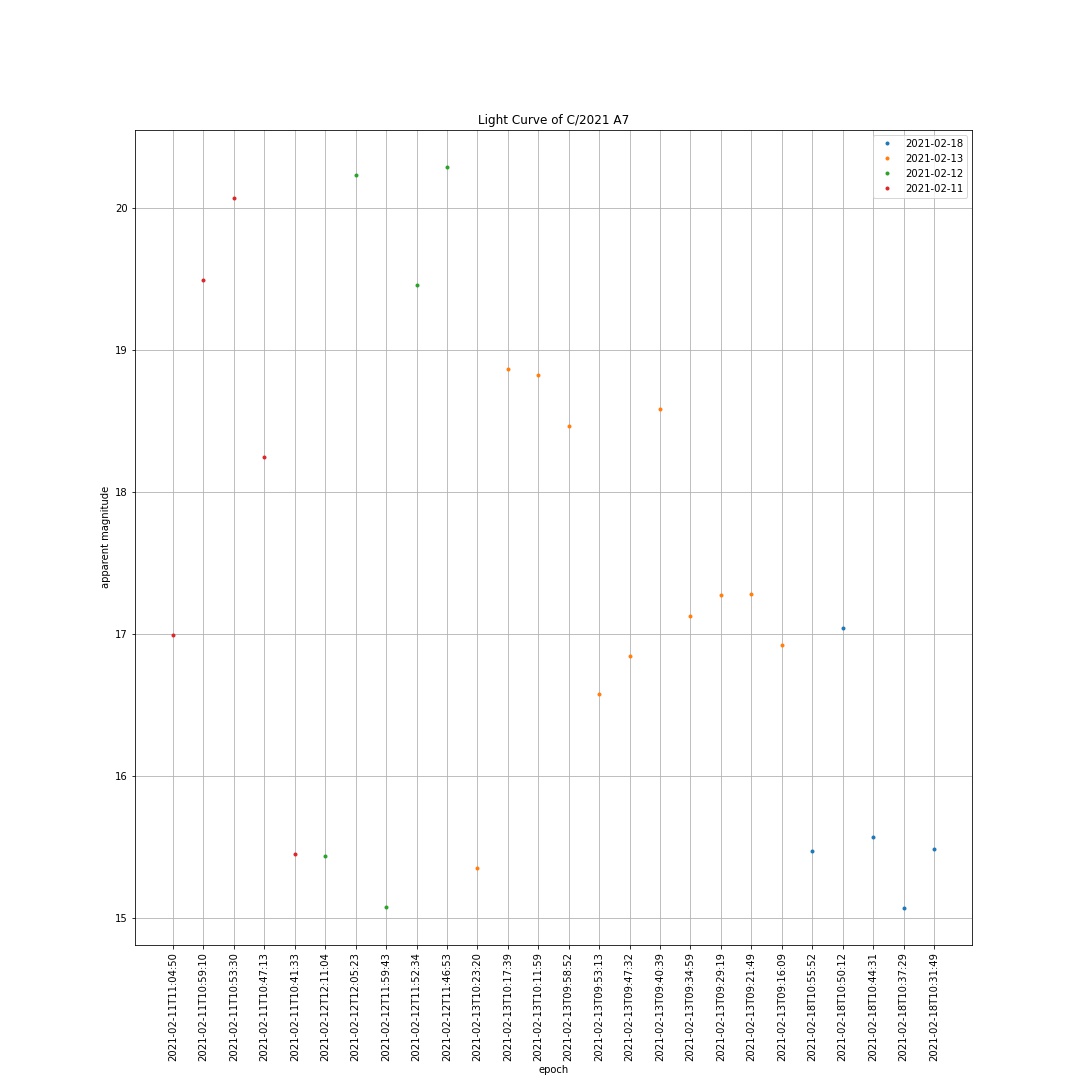 Light Curve of C/2021 A7
2021-02-18
2021-02-13
2021-02-12
2021-02-11
20
19
18
17
16
15
apparent magnitude
2021-02-11T11:04:50
2021-02-11T10:59:10
2021-02-11T10:53:30
2021-02-11T10:47:13
2021-02-11T10:41:33
2021-02-12T12:11:04
2021-02-12T12:05:23
2021-02-12T11:59:43
2021-02-12T11:52:34
2021-02-12T11:46:53
2021-02-13T10:23:20
2021-02-13T10:17:39
2021-02-13T10:11:59
2021-02-13T09:58:52
2021-02-13T09:53:13
2021-02-13T09:47:32
2021-02-13T09:40:39
2021-02-13T09:34:59
2021-02-13T09:29:19
2021-02-13T09:21:49
2021-02-13T09:16:09
2021-02-18T10:55:52
2021-02-18T10:50:12
2021-02-18T10:44:31
2021-02-18T10:37:29
2021-02-18T10:31:49
epoch